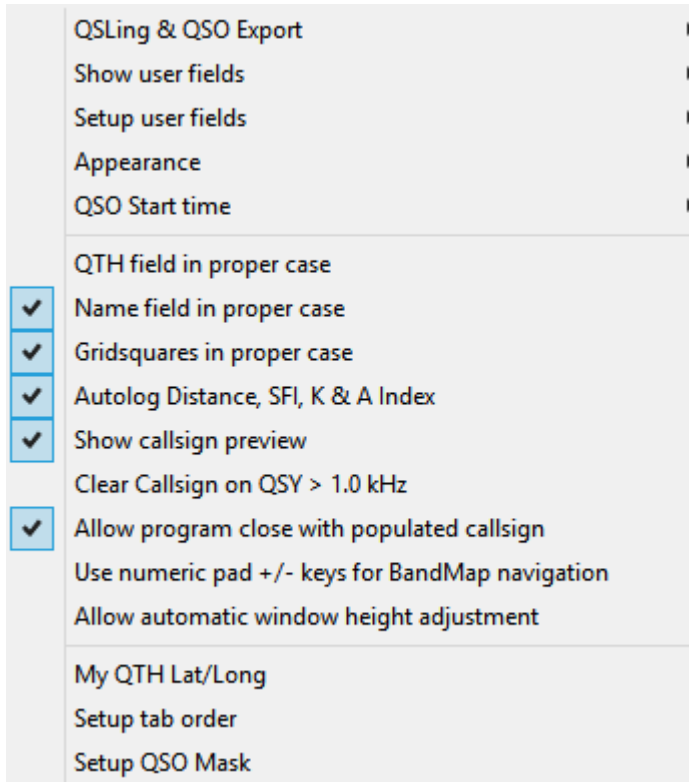 QSLing & QSO Export
Show user fields
Setup user fields
Appearance
QSO Start time
QTH field in proper case
Name field in proper case
Gridsquares in proper case
Autolog Distance, SFI, K & A Index
Show callsign preview
Clear Callsign on QSY > 1.0 kHz
Allow program close with populated callsign
Use numeric pad +/- keys for BandMap navigation
Allow automatic window height adjustment
My QTH Lat/Long
Setup tab order
Setup QSO Mask